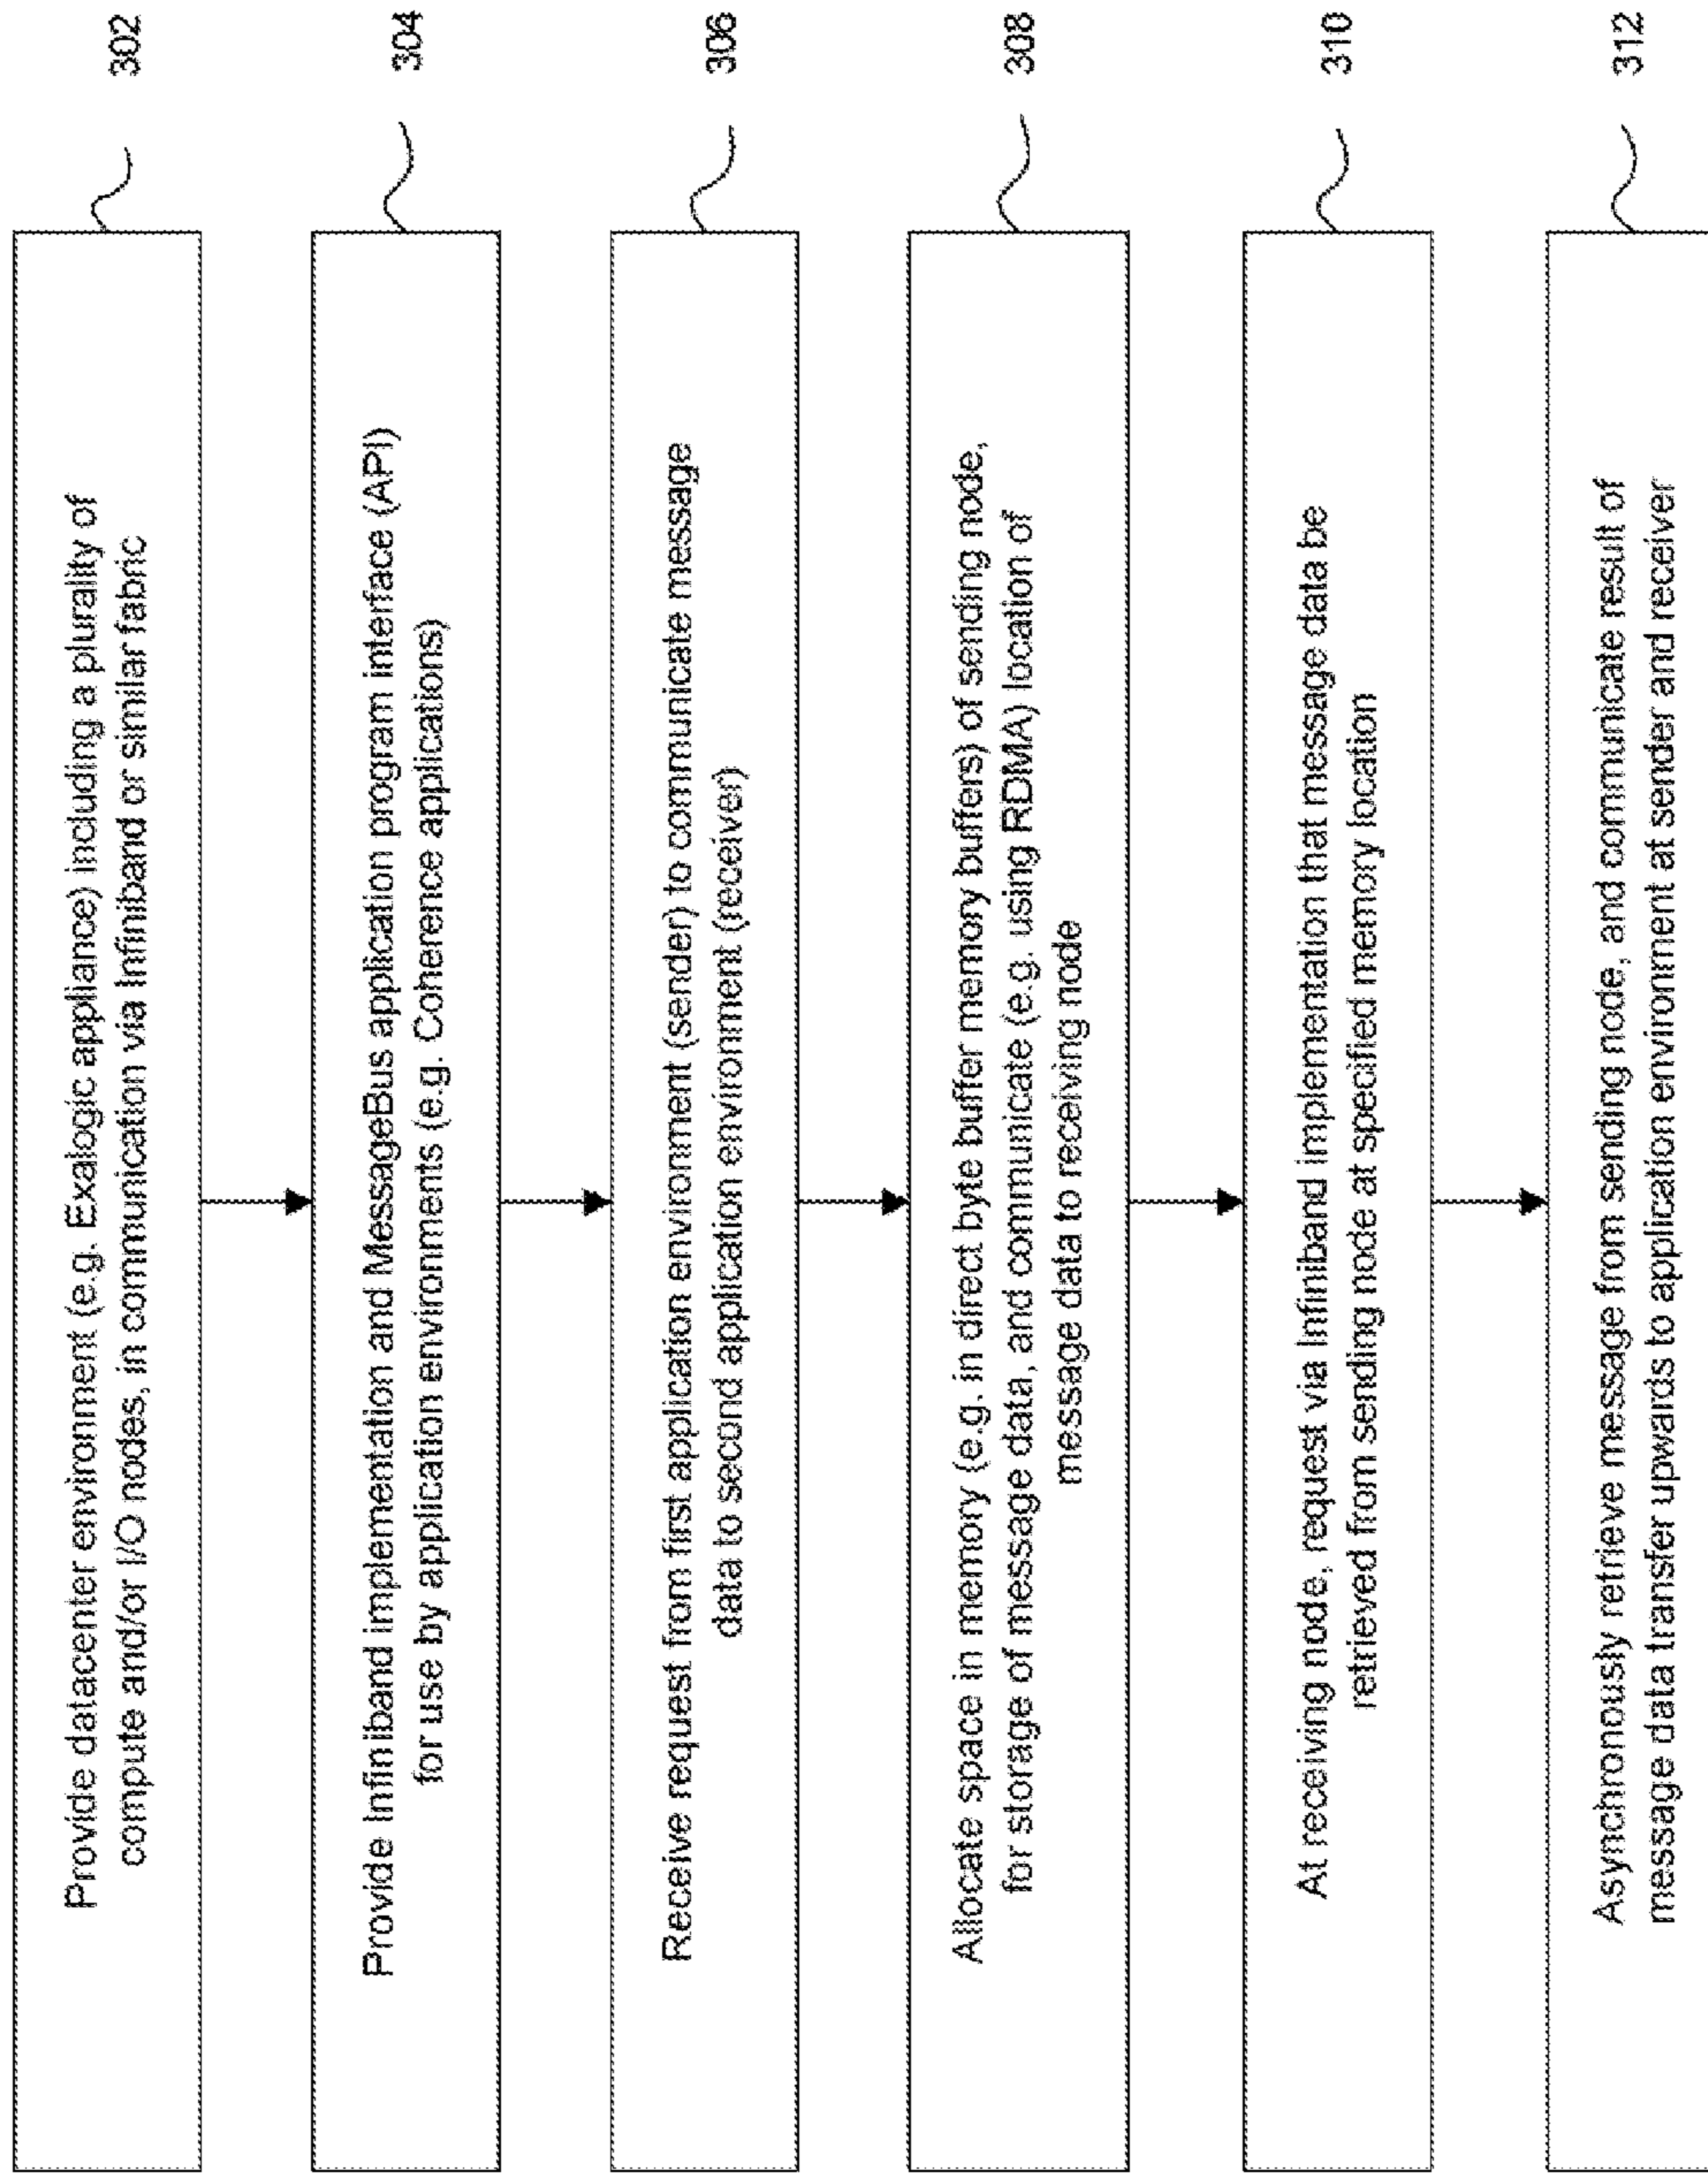 Provide datacenter environment (e.g. Exalogic appliance) including a plurality of
compute and/or I/O nodes, in communication via Infiniband or similar fabric
302
Provide Infiniband implementation and MessageBus application program interface (API)
for use by application environments (e.g. Coherence applications)
304
Receive request from first application environment (sender) to communicate message
data to second application environment (receiver)
306
Allocate space in memory (e.g. in direct byte buffer memory buffers) of sending node,
for storage of message data, and communicate (e.g. using RDMA) location of
message data to receiving node
308
At receiving node, request via Infiniband implementation that message data be
retrieved from sending node at specified memory location
310
Asynchronously retrieve message from sending node, and communicate result of
message data transfer upwards to application environment at sender and receiver
312